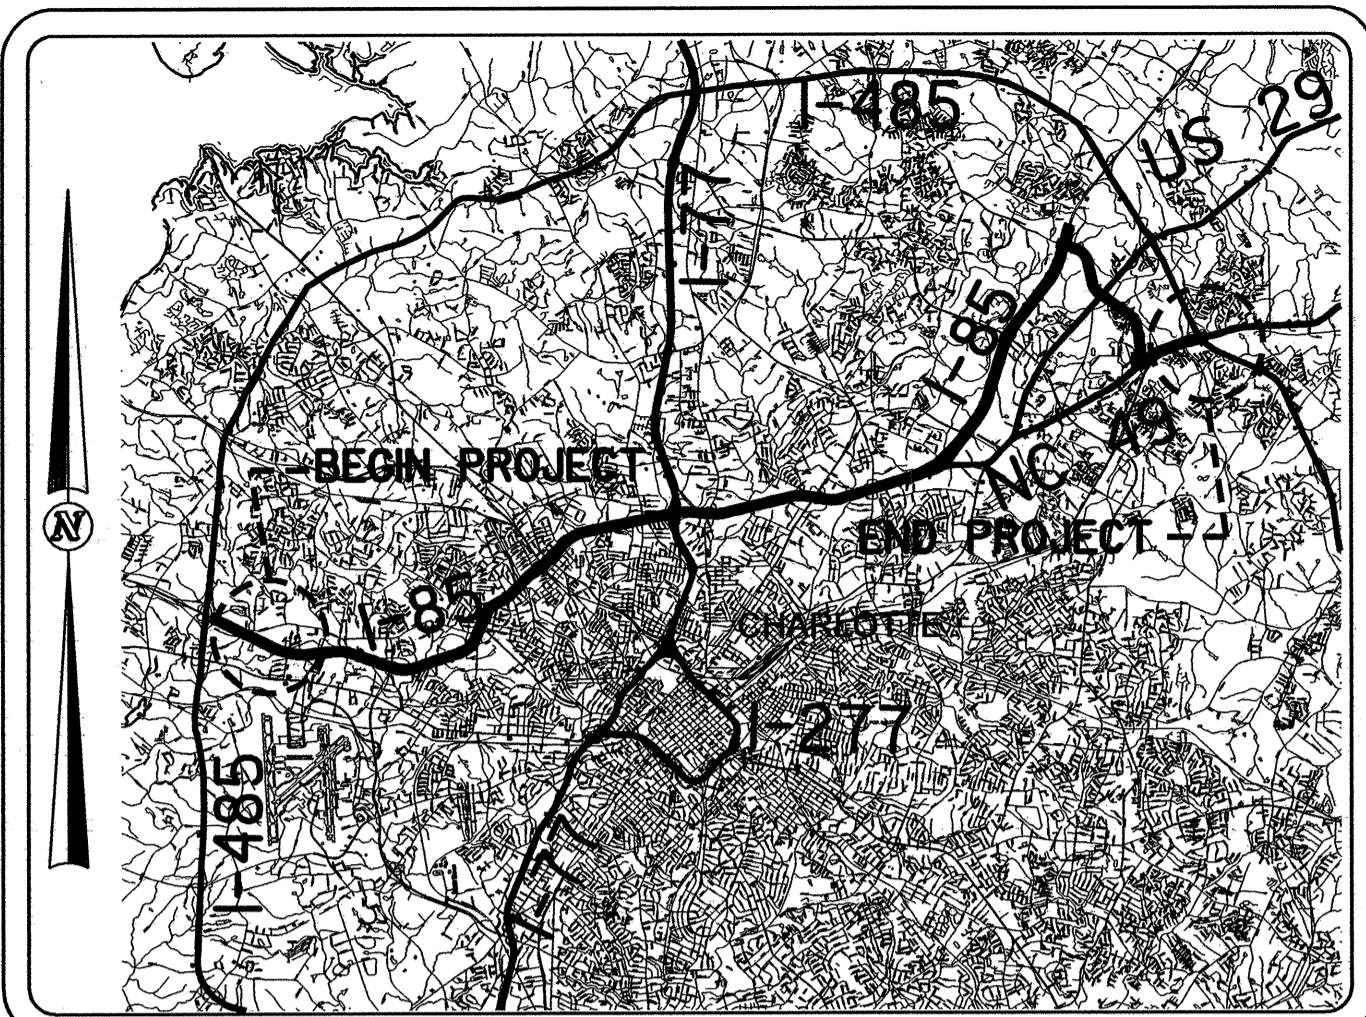 I-485
US 29
I-77
I-85
BEGIN PROJECT
NC 49
END PROJECT
I-85
CHARLOTTE
I-277
I-485
I-77
N